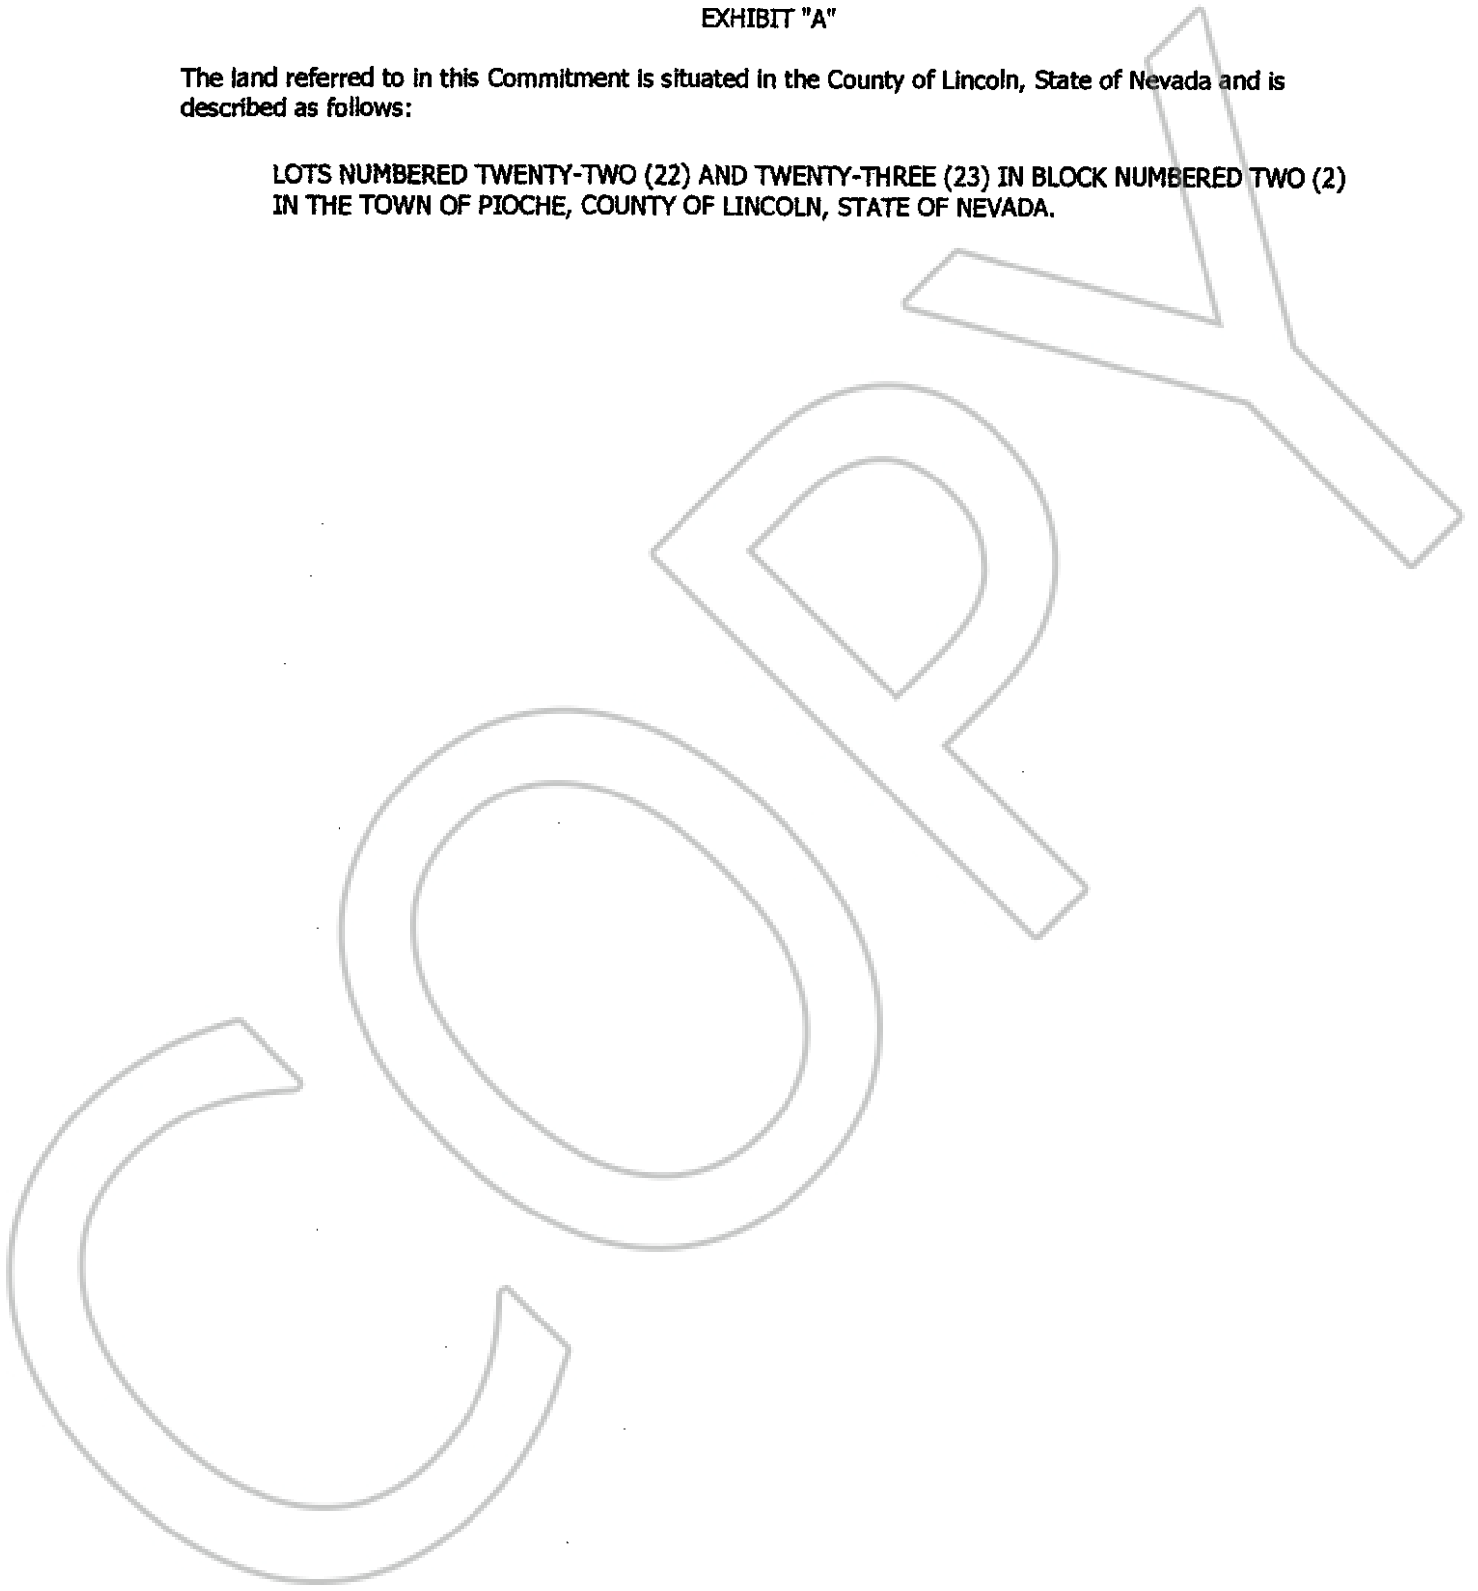 EXHIBIT "A"
The land referred to in this Commitment is situated in the County of Lincoln, State of Nevada and is
described as follows:
LOTS NUMBERED TWENTY-TWO (22) AND TWENTY-THREE (23) IN BLOCK NUMBERED TWO (2)
IN THE TOWN OF PIOCHE, COUNTY OF LINCOLN, STATE OF NEVADA.
COPY